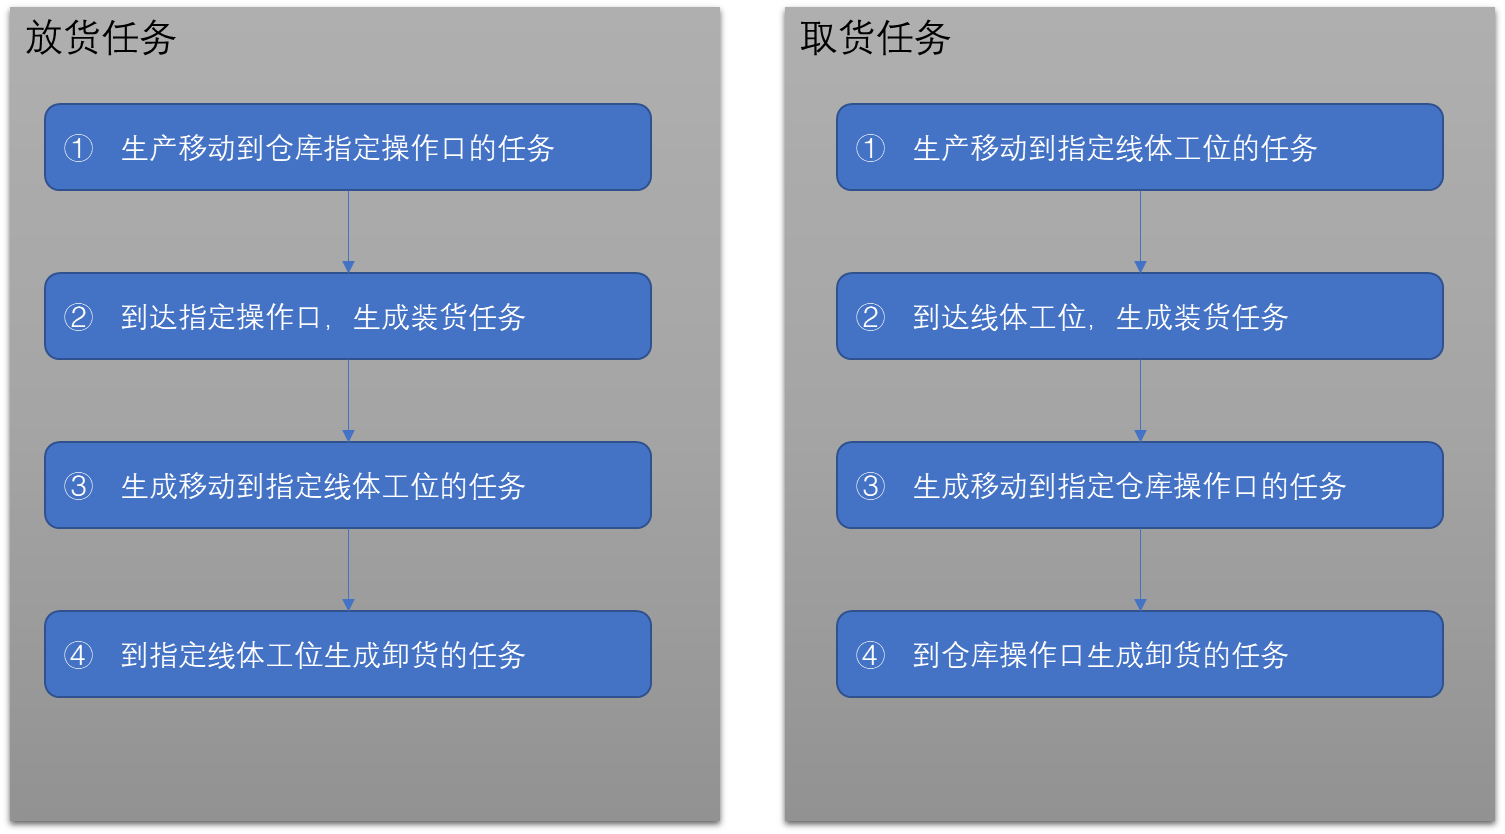 放货任务
① 生产移动到仓库指定操作口的任务
② 到达指定操作口，生成装货任务
③ 生成移动到指定线体工位的任务
④ 到指定线体工位生成卸货的任务
取货任务
① 生产移动到指定线体工位的任务
② 到达线体工位，生成装货任务
③ 生成移动到指定仓库操作口的任务
④ 到仓库操作口生成卸货的任务